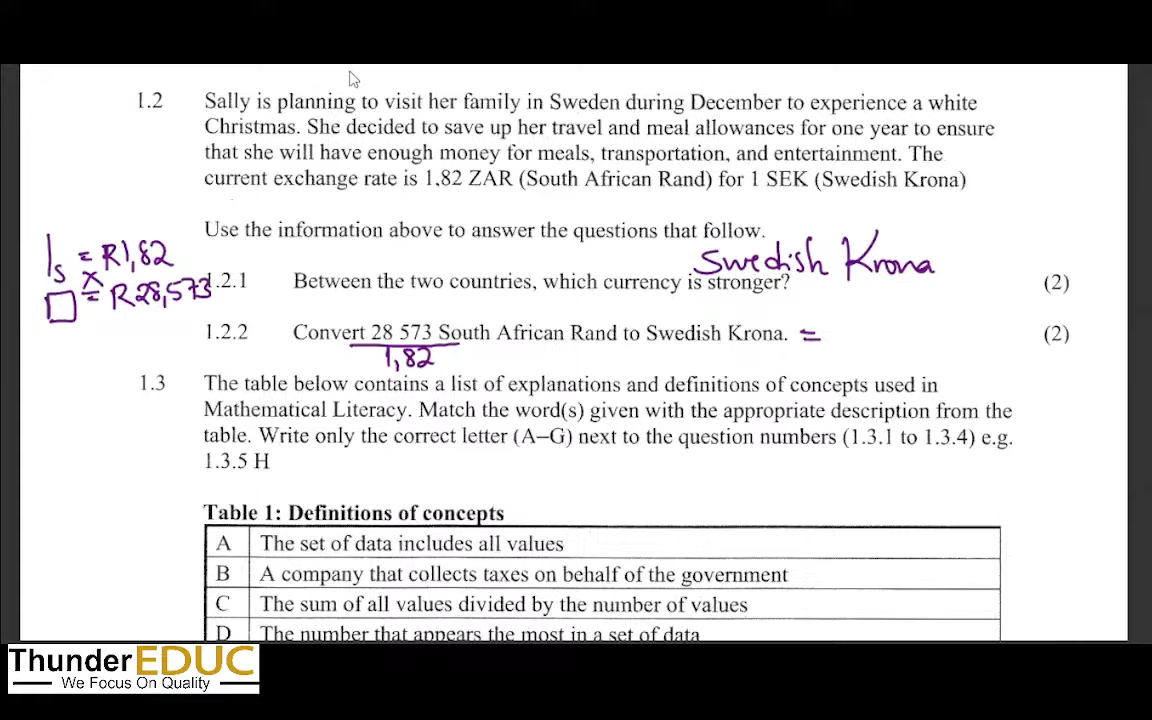 1.2 Sally is planning to visit her family in Sweden during December to experience a white
Christmas. She decided to save up her travel and meal allowances for one year to ensure
that she will have enough money for meals, transportation, and entertainment. The
current exchange rate is 1,82 ZAR (South African Rand) for 1 SEK (Swedish Krona)
Use the information above to answer the questions that follow.
Swedish Krona
1s = R1,82
x
□ = R28,573
1.2.1 Between the two countries, which currency is stronger? (2)
1.2.2 Convert 28 573 South African Rand to Swedish Krona. = (2)
1,82
1.3 The table below contains a list of explanations and definitions of concepts used in
Mathematical Literacy. Match the word(s) given with the appropriate description from the
table. Write only the correct letter (A–G) next to the question numbers (1.3.1 to 1.3.4) e.g.
1.3.5 H
Table 1: Definitions of concepts
A The set of data includes all values
B A company that collects taxes on behalf of the government
C The sum of all values divided by the number of values
D The number that appears the most in a set of data
ThunderEDUC
We Focus On Quality